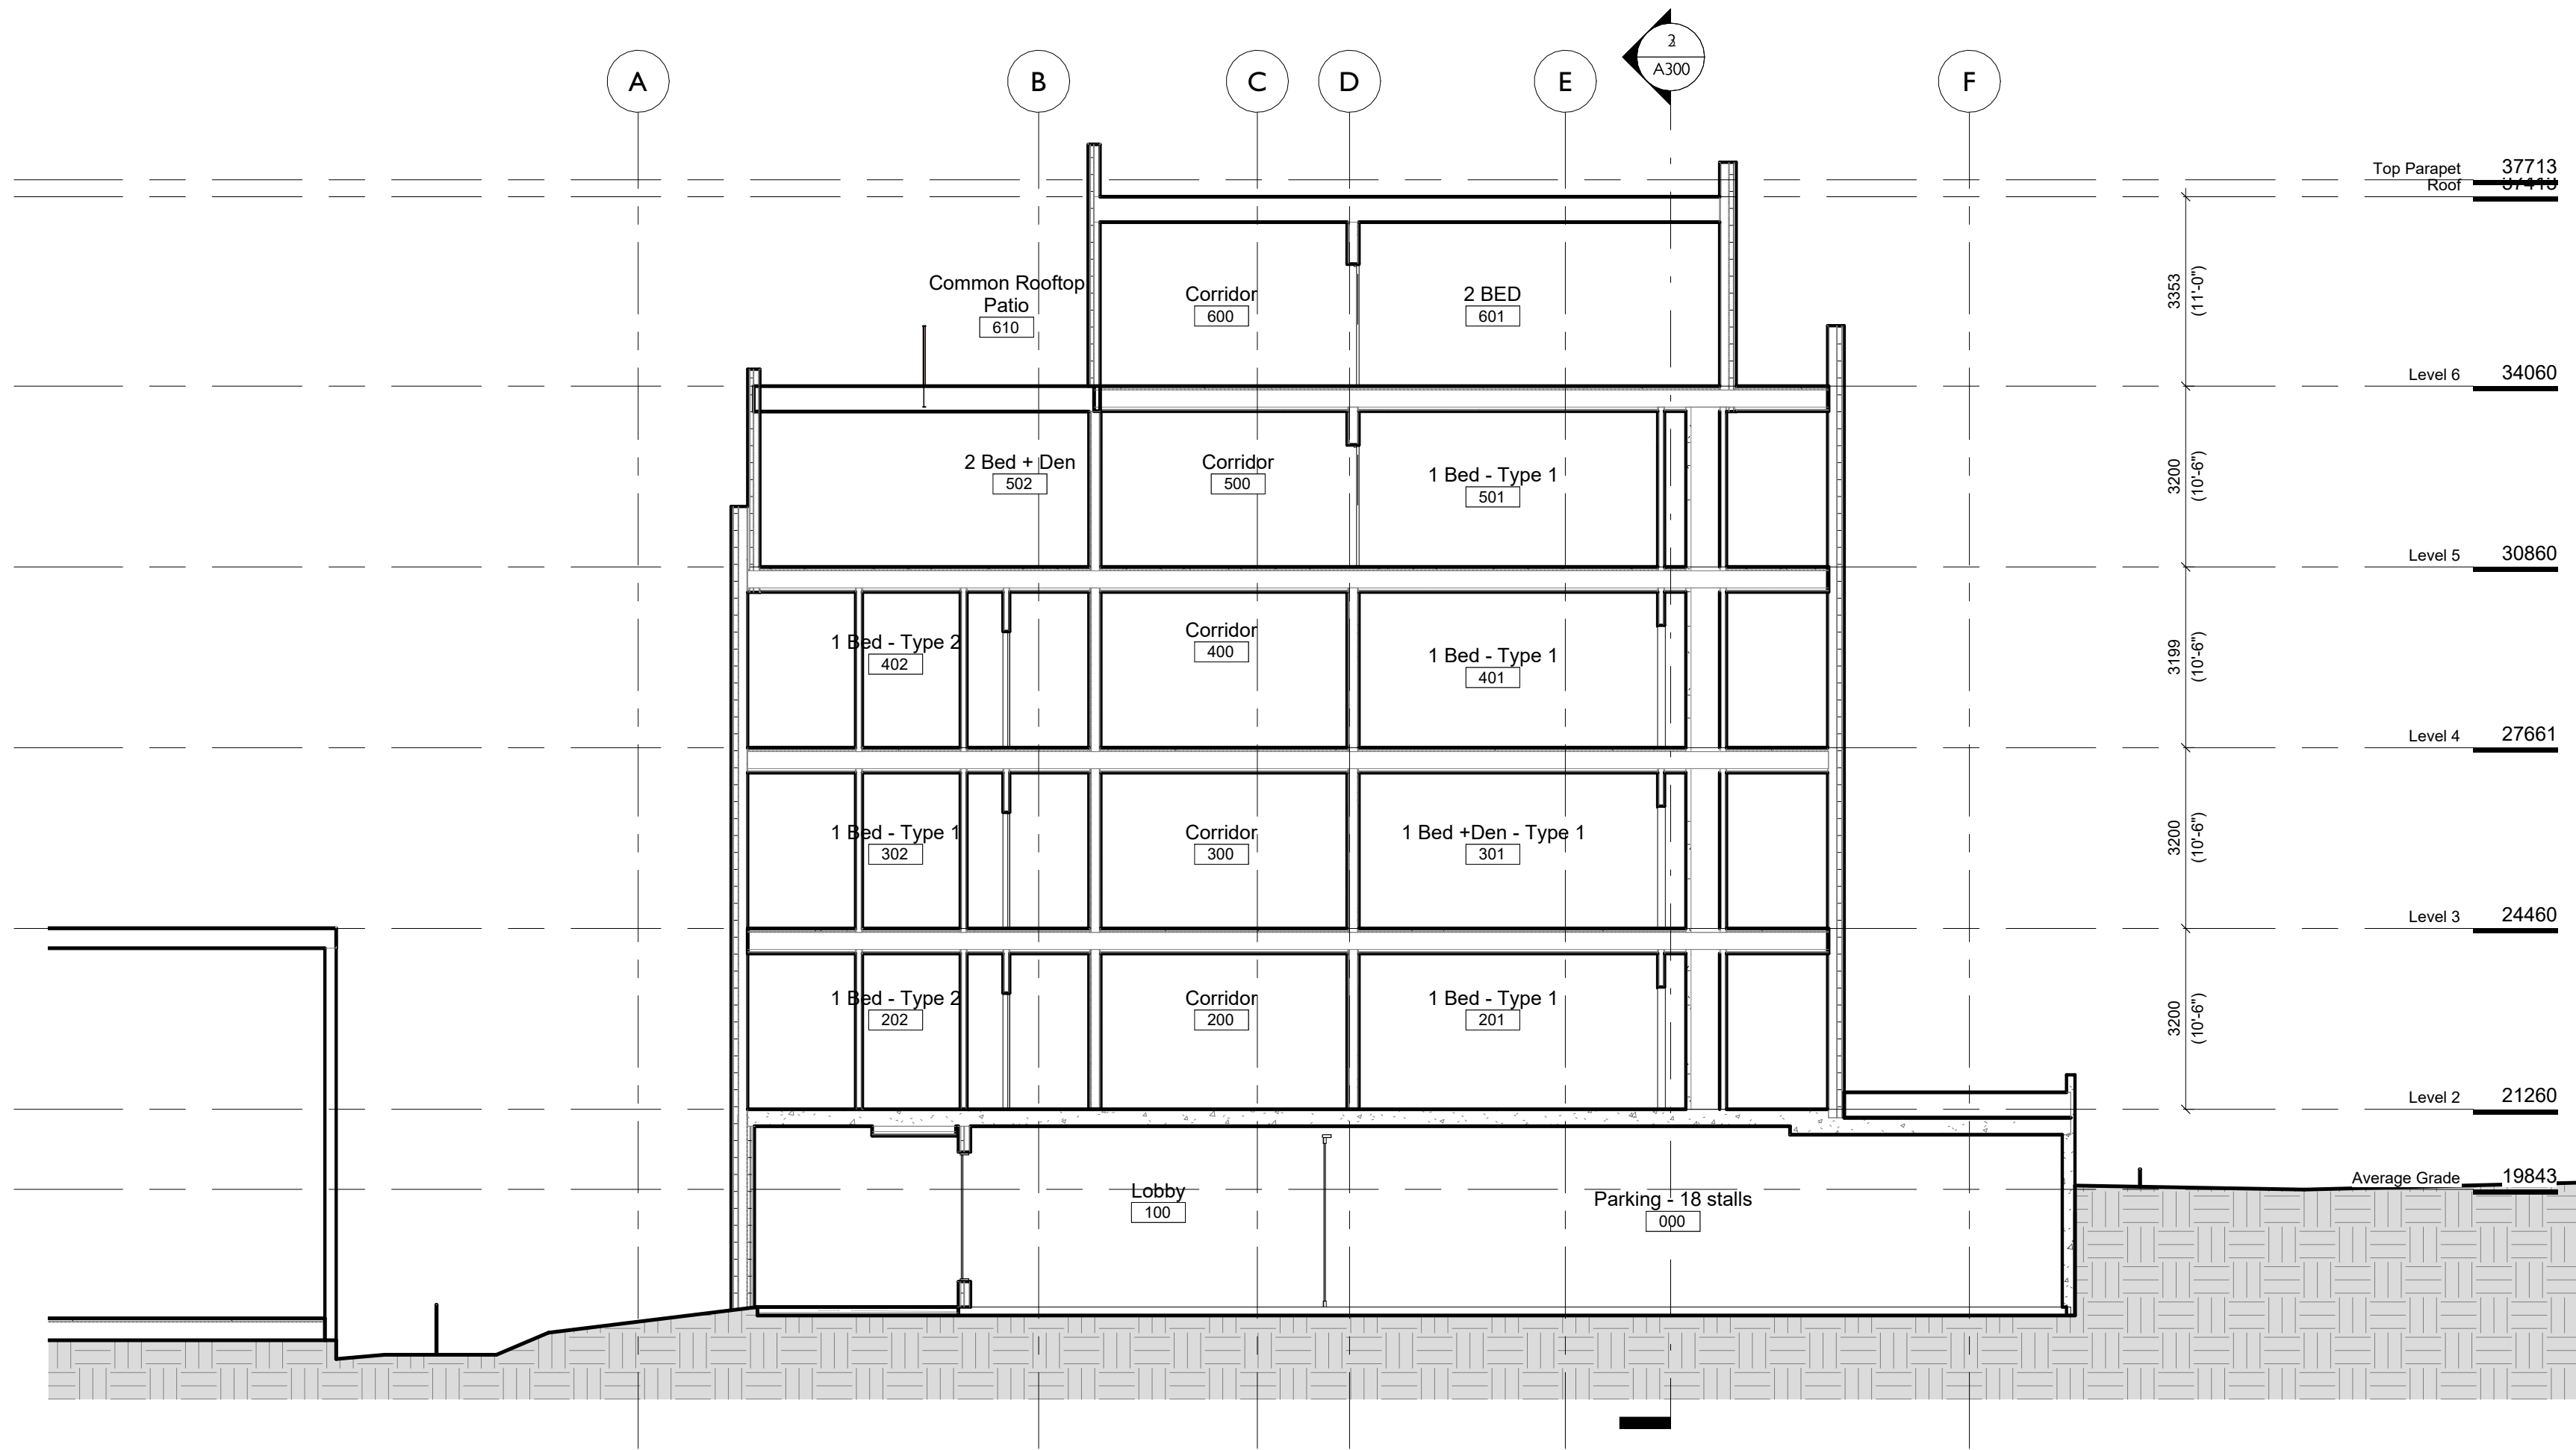 A
B
C
D
E
A300
F
Top Parapet 37713
Roof
3353
(11'-0")
Common Rooftop
Patio
610
Corridor
600
2 BED
601
Level 6 34060
3200
(10'-6")
2 Bed + Den
502
Corridor
500
1 Bed - Type 1
501
Level 5 30860
3199
(10'-6")
1 Bed - Type 2
402
Corridor
400
1 Bed - Type 1
401
Level 4 27661
3200
(10'-6")
1 Bed - Type 1
302
Corridor
300
1 Bed +Den - Type 1
301
Level 3 24460
3200
(10'-6")
1 Bed - Type 2
202
Corridor
200
1 Bed - Type 1
201
Level 2 21260
Average Grade 19843
Lobby
100
Parking - 18 stalls
000